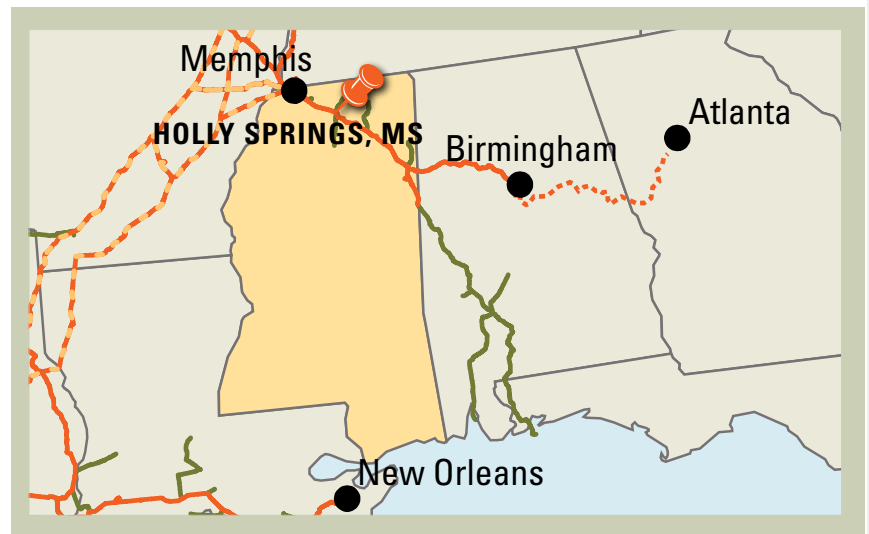 Memphis
HOLLY SPRINGS, MS
Atlanta
Birmingham
New Orleans